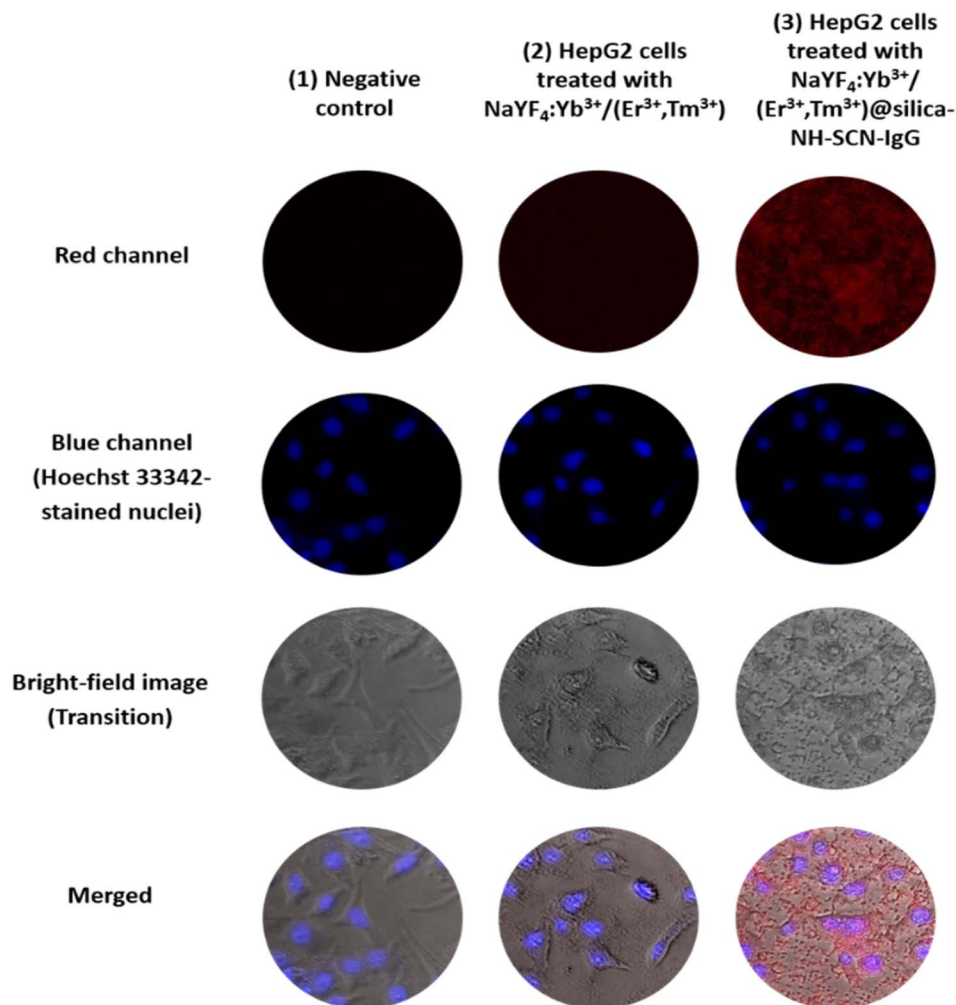 (1) Negative
control
(2) HepG2 cells
treated with
NaYF₄:Yb³⁺/(Er³⁺,Tm³⁺)
(3) HepG2 cells
treated with
NaYF₄:Yb³⁺/
(Er³⁺,Tm³⁺)@silica-
NH-SCN-IgG
Red channel
Blue channel
(Hoechst 33342-
stained nuclei)
Bright-field image
(Transition)
Merged